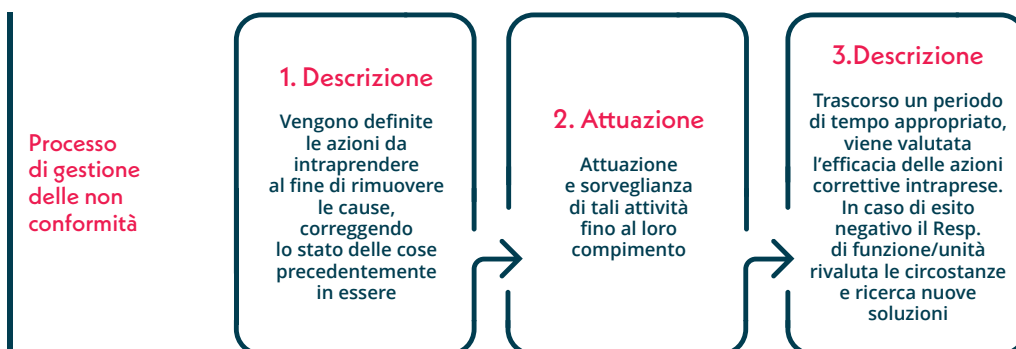 Processo
di gestione
delle non
conformità
1. Descrizione
Vengono definite
le azioni da
intraprendere
al fine di rimuovere
le cause,
correggendo
lo stato delle cose
precedentemente
in essere
2. Attuazione
Attuazione
e sorveglianza
di tali attività
fino al loro
compimento
3.Descrizione
Trascorso un periodo
di tempo appropriato,
viene valutata
l’efficacia delle azioni
correttive intraprese.
In caso di esito
negativo il Resp.
di funzione/unità
rivaluta le circostanze
e ricerca nuove
soluzioni